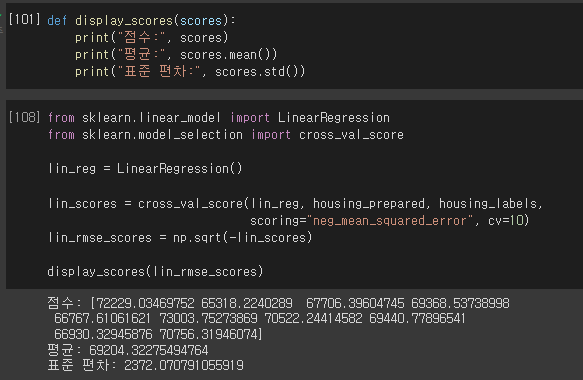 [101] def display_scores(scores):
    print("점수:", scores)
    print("평균:", scores.mean())
    print("표준 편차:", scores.std())
[108] from sklearn.linear_model import LinearRegression
from sklearn.model_selection import cross_val_score
lin_reg = LinearRegression()
lin_scores = cross_val_score(lin_reg, housing_prepared, housing_labels,
                             scoring="neg_mean_squared_error", cv=10)
lin_rmse_scores = np.sqrt(-lin_scores)
display_scores(lin_rmse_scores)
점수: [72229.03469752 65318.2240289  67706.39604745 69368.53738998
 66767.61061621 73003.75273869 70522.24414582 69440.77896541
 66930.32945876 70756.31946074]
평균: 69204.32275494764
표준 편차: 2372.070791055919